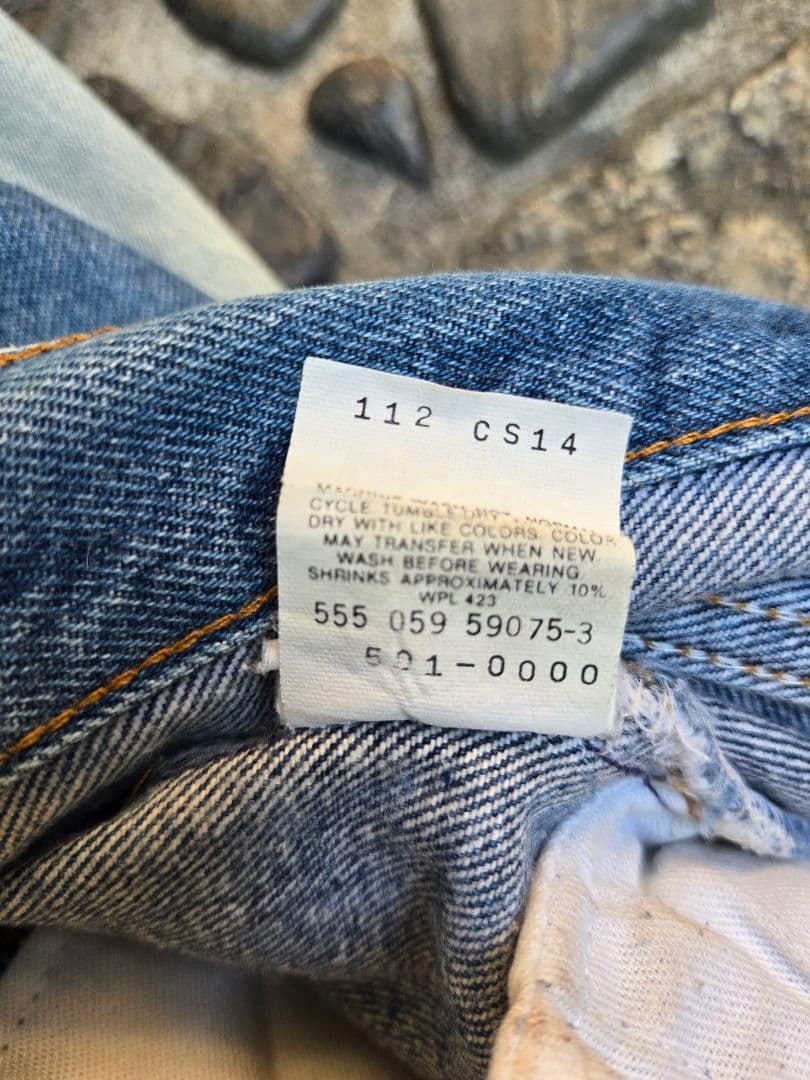 112 CS14
CYCLE TUMBLE
DRY WITH LIKE COLORS COLOR
MAY TRANSFER WHEN NEW.
WASH BEFORE WEARING
SHRINKS APPROXIMATELY 10%
WPL 423
555 059 59075-3
501-0000